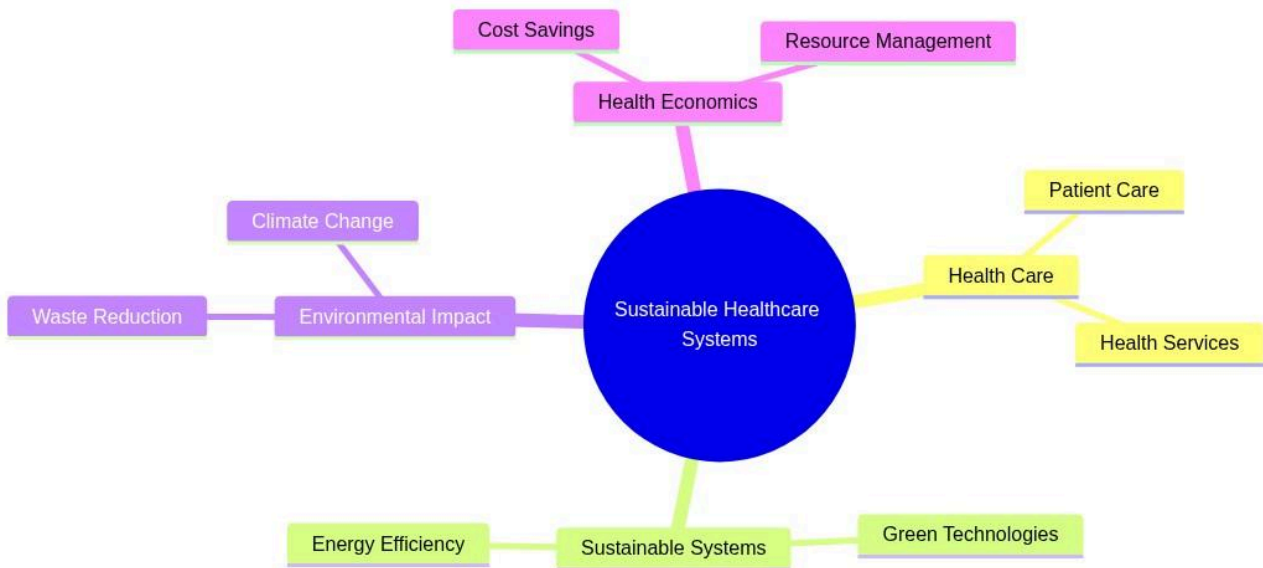 Cost Savings
Resource Management
Health Economics
Patient Care
Climate Change
Health Care
Waste Reduction
Environmental Impact
Sustainable Healthcare
Systems
Health Services
Energy Efficiency
Sustainable Systems
Green Technologies